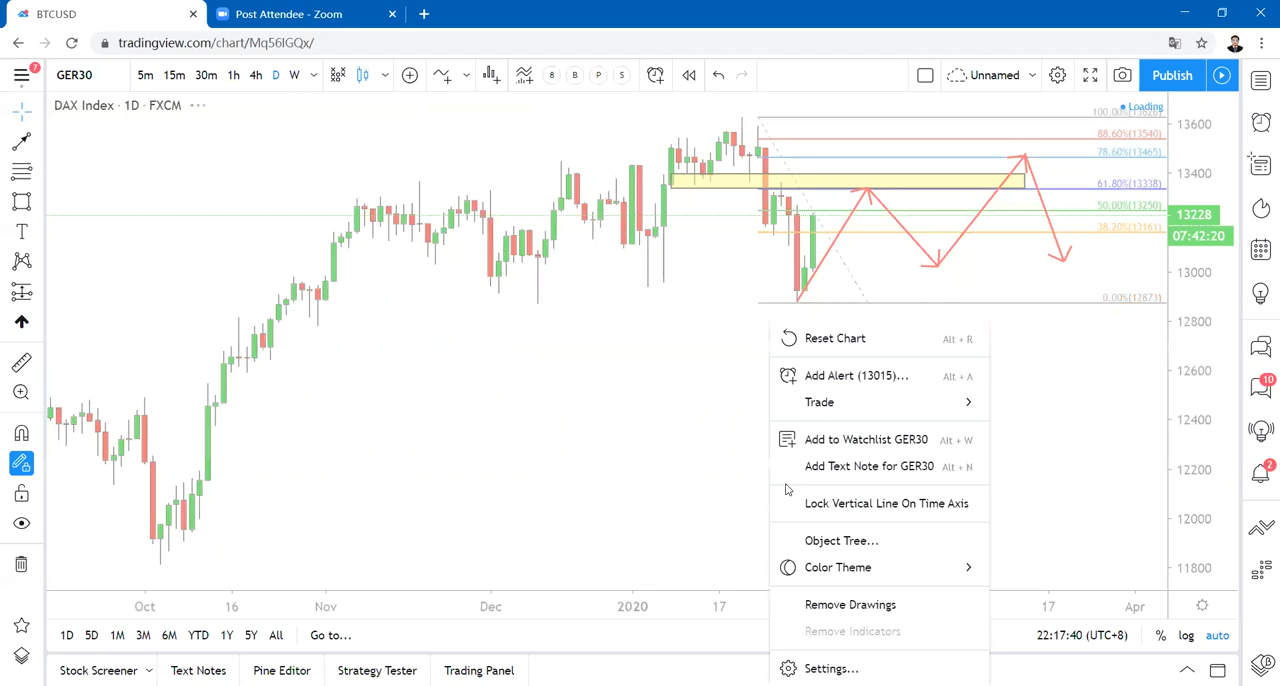 BTCUSD
Post Attendee - Zoom
tradingview.com/chart/Mq56IGQx/
7
GER30
5m 15m 30m 1h 4h D W
8 B P S
Unnamed
Publish
DAX Index · 1D · FXCM
Loading
100.00%(13626)
13600
88.60%(13540)
78.60%(13465)
13400
61.80%(13338)
50.00%(13250)
13228
38.20%(13161)
07:42:20
13000
0.00%(12873)
12800
12600
12400
12200
12000
11800
Reset Chart Alt + R
Add Alert (13015)... Alt + A
Trade
Add to Watchlist GER30 Alt + W
Add Text Note for GER30 Alt + N
Lock Vertical Line On Time Axis
Object Tree...
Color Theme
Remove Drawings
Remove Indicators
Settings...
10
2
Oct 16 Nov Dec 2020 17 17 Apr
1D 5D 1M 3M 6M YTD 1Y 5Y All Go to...
22:17:40 (UTC+8) % log auto
Stock Screener Text Notes Pine Editor Strategy Tester Trading Panel